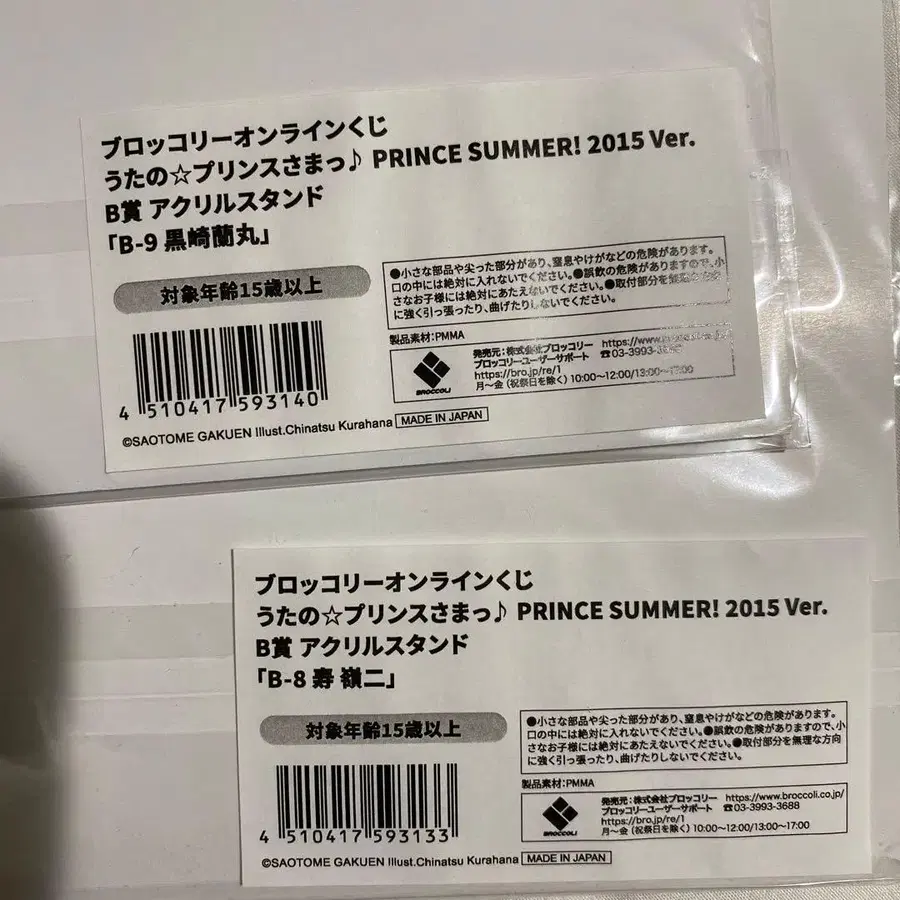 ブロッコリーオンラインくじ
うたの☆プリンスさまっ♪ PRINCE SUMMER! 2015 Ver.
B賞 アクリルスタンド
「B-9 黒崎蘭丸」
対象年齢15歳以上
●小さな部品や尖った部分があり、窒息やけがなどの危険があります。
口の中には絶対に入れないでください。●誤飲の危険がありますので、小
さなお子様には絶対にあたえないでください。●取付部分を
に強く引っ張ったり、曲げたりしないでください。
製品素材:PMMA
BROCCOLI
発売元:株式会社ブロッコリー https://www.
ブロッコリーユーザーサポート ☎03-3993-
https://bro.jp/re/1
月～金 (祝祭日を除く) 10:00～12:00/13:00～17:00
4 510417 593140
©SAOTOME GAKUEN Illust.Chinatsu Kurahana MADE IN JAPAN
ブロッコリーオンラインくじ
うたの☆プリンスさまっ♪ PRINCE SUMMER! 2015 Ver.
B賞 アクリルスタンド
「B-8 寿 嶺二」
対象年齢15歳以上
●小さな部品や尖った部分があり、窒息やけがなどの危険があります。
口の中には絶対に入れないでください。●誤飲の危険がありますので、小
さなお子様には絶対にあたえないでください。●取付部分を無理な方向
に強く引っ張ったり、曲げたりしないでください。
製品素材:PMMA
BROCCOLI
発売元:株式会社ブロッコリー https://www.broccoli.co.jp/
ブロッコリーユーザーサポート ☎03-3993-3688
https://bro.jp/re/1
月～金 (祝祭日を除く) 10:00～12:00/13:00～17:00
4 510417 593133
©SAOTOME GAKUEN Illust.Chinatsu Kurahana MADE IN JAPAN